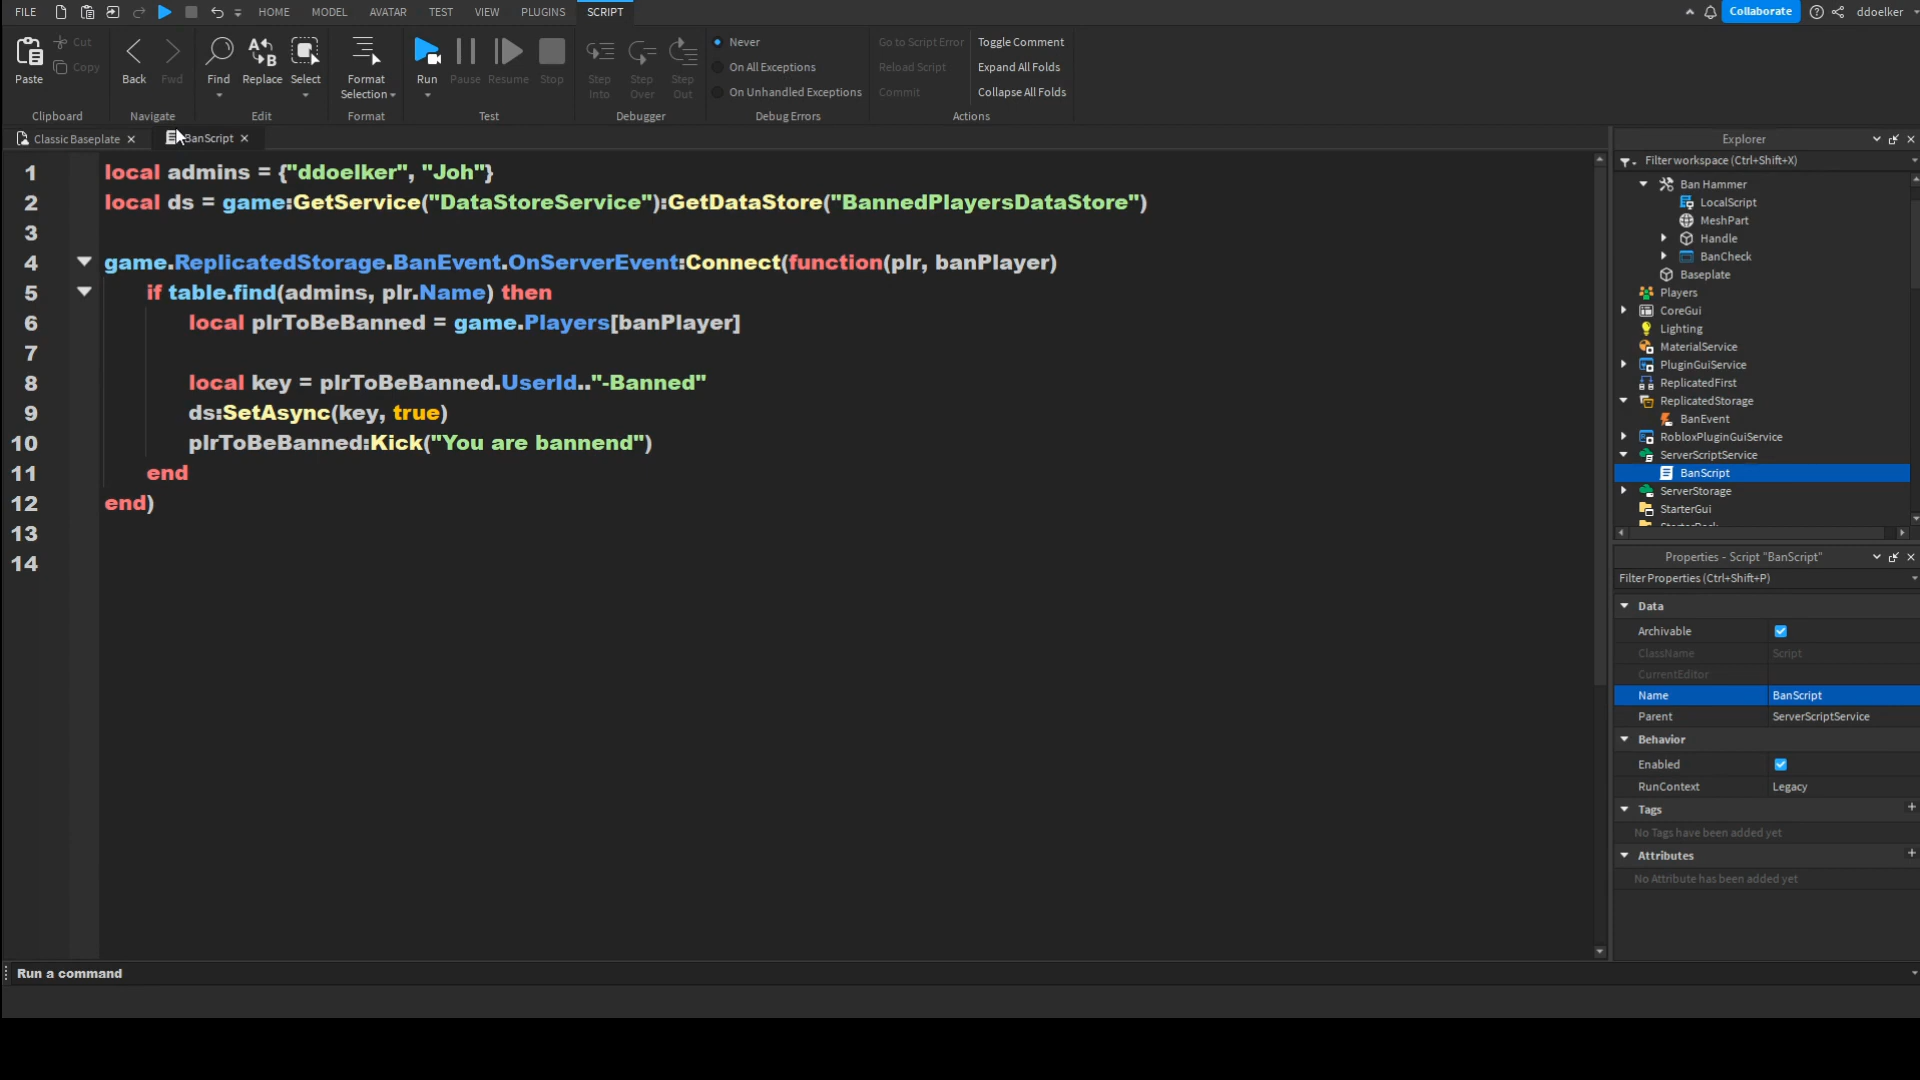 FILE HOME MODEL AVATAR TEST VIEW PLUGINS SCRIPT Collaborate ddoelker
Paste Cut Copy Back Fwd Find Replace Select Format Selection Run Pause Resume Stop Step Into Step Over Step Out
Never Go to Script Error Toggle Comment
On All Exceptions Reload Script Expand All Folds
On Unhandled Exceptions Commit Collapse All Folds
Clipboard Navigate Edit Format Test Debugger Debug Errors Actions
Classic Baseplate BanScript
1 local admins = {"ddoelker", "Joh"}
2 local ds = game:GetService("DataStoreService"):GetDataStore("BannedPlayersDataStore")
3
4 game.ReplicatedStorage.BanEvent.OnServerEvent:Connect(function(plr, banPlayer)
5 if table.find(admins, plr.Name) then
6 local plrToBeBanned = game.Players[banPlayer]
7
8 local key = plrToBeBanned.UserId.."-Banned"
9 ds:SetAsync(key, true)
10 plrToBeBanned:Kick("You are bannend")
11 end
12 end)
13
14
Explorer
Filter workspace (Ctrl+Shift+X)
Ban Hammer
LocalScript
MeshPart
Handle
BanCheck
Baseplate
Players
CoreGui
Lighting
MaterialService
PluginGuiService
ReplicatedFirst
ReplicatedStorage
BanEvent
RobloxPluginGuiService
ServerScriptService
BanScript
ServerStorage
StarterGui
Properties - Script "BanScript"
Filter Properties (Ctrl+Shift+P)
Data
Archivable
ClassName Script
CurrentEditor
Name BanScript
Parent ServerScriptService
Behavior
Enabled
RunContext Legacy
Tags
No Tags have been added yet
Attributes
No Attribute has been added yet
Run a command